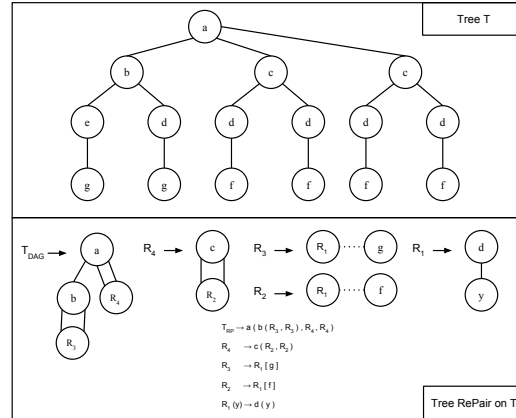 Tree T
a
b c c
e d d d d d
g g f f f f
T_DAG a
R_4 c
R_3 R_1 g
R_1 d
b R_4
R_2
R_2 R_1 f
y
R_3
T_RP → a ( b ( R_3 , R_3 ) , R_4 , R_4 )
R_4 → c ( R_2 , R_2 )
R_3 → R_1 [ g ]
R_2 → R_1 [ f ]
R_1 (y) → d ( y )
Tree RePair on T